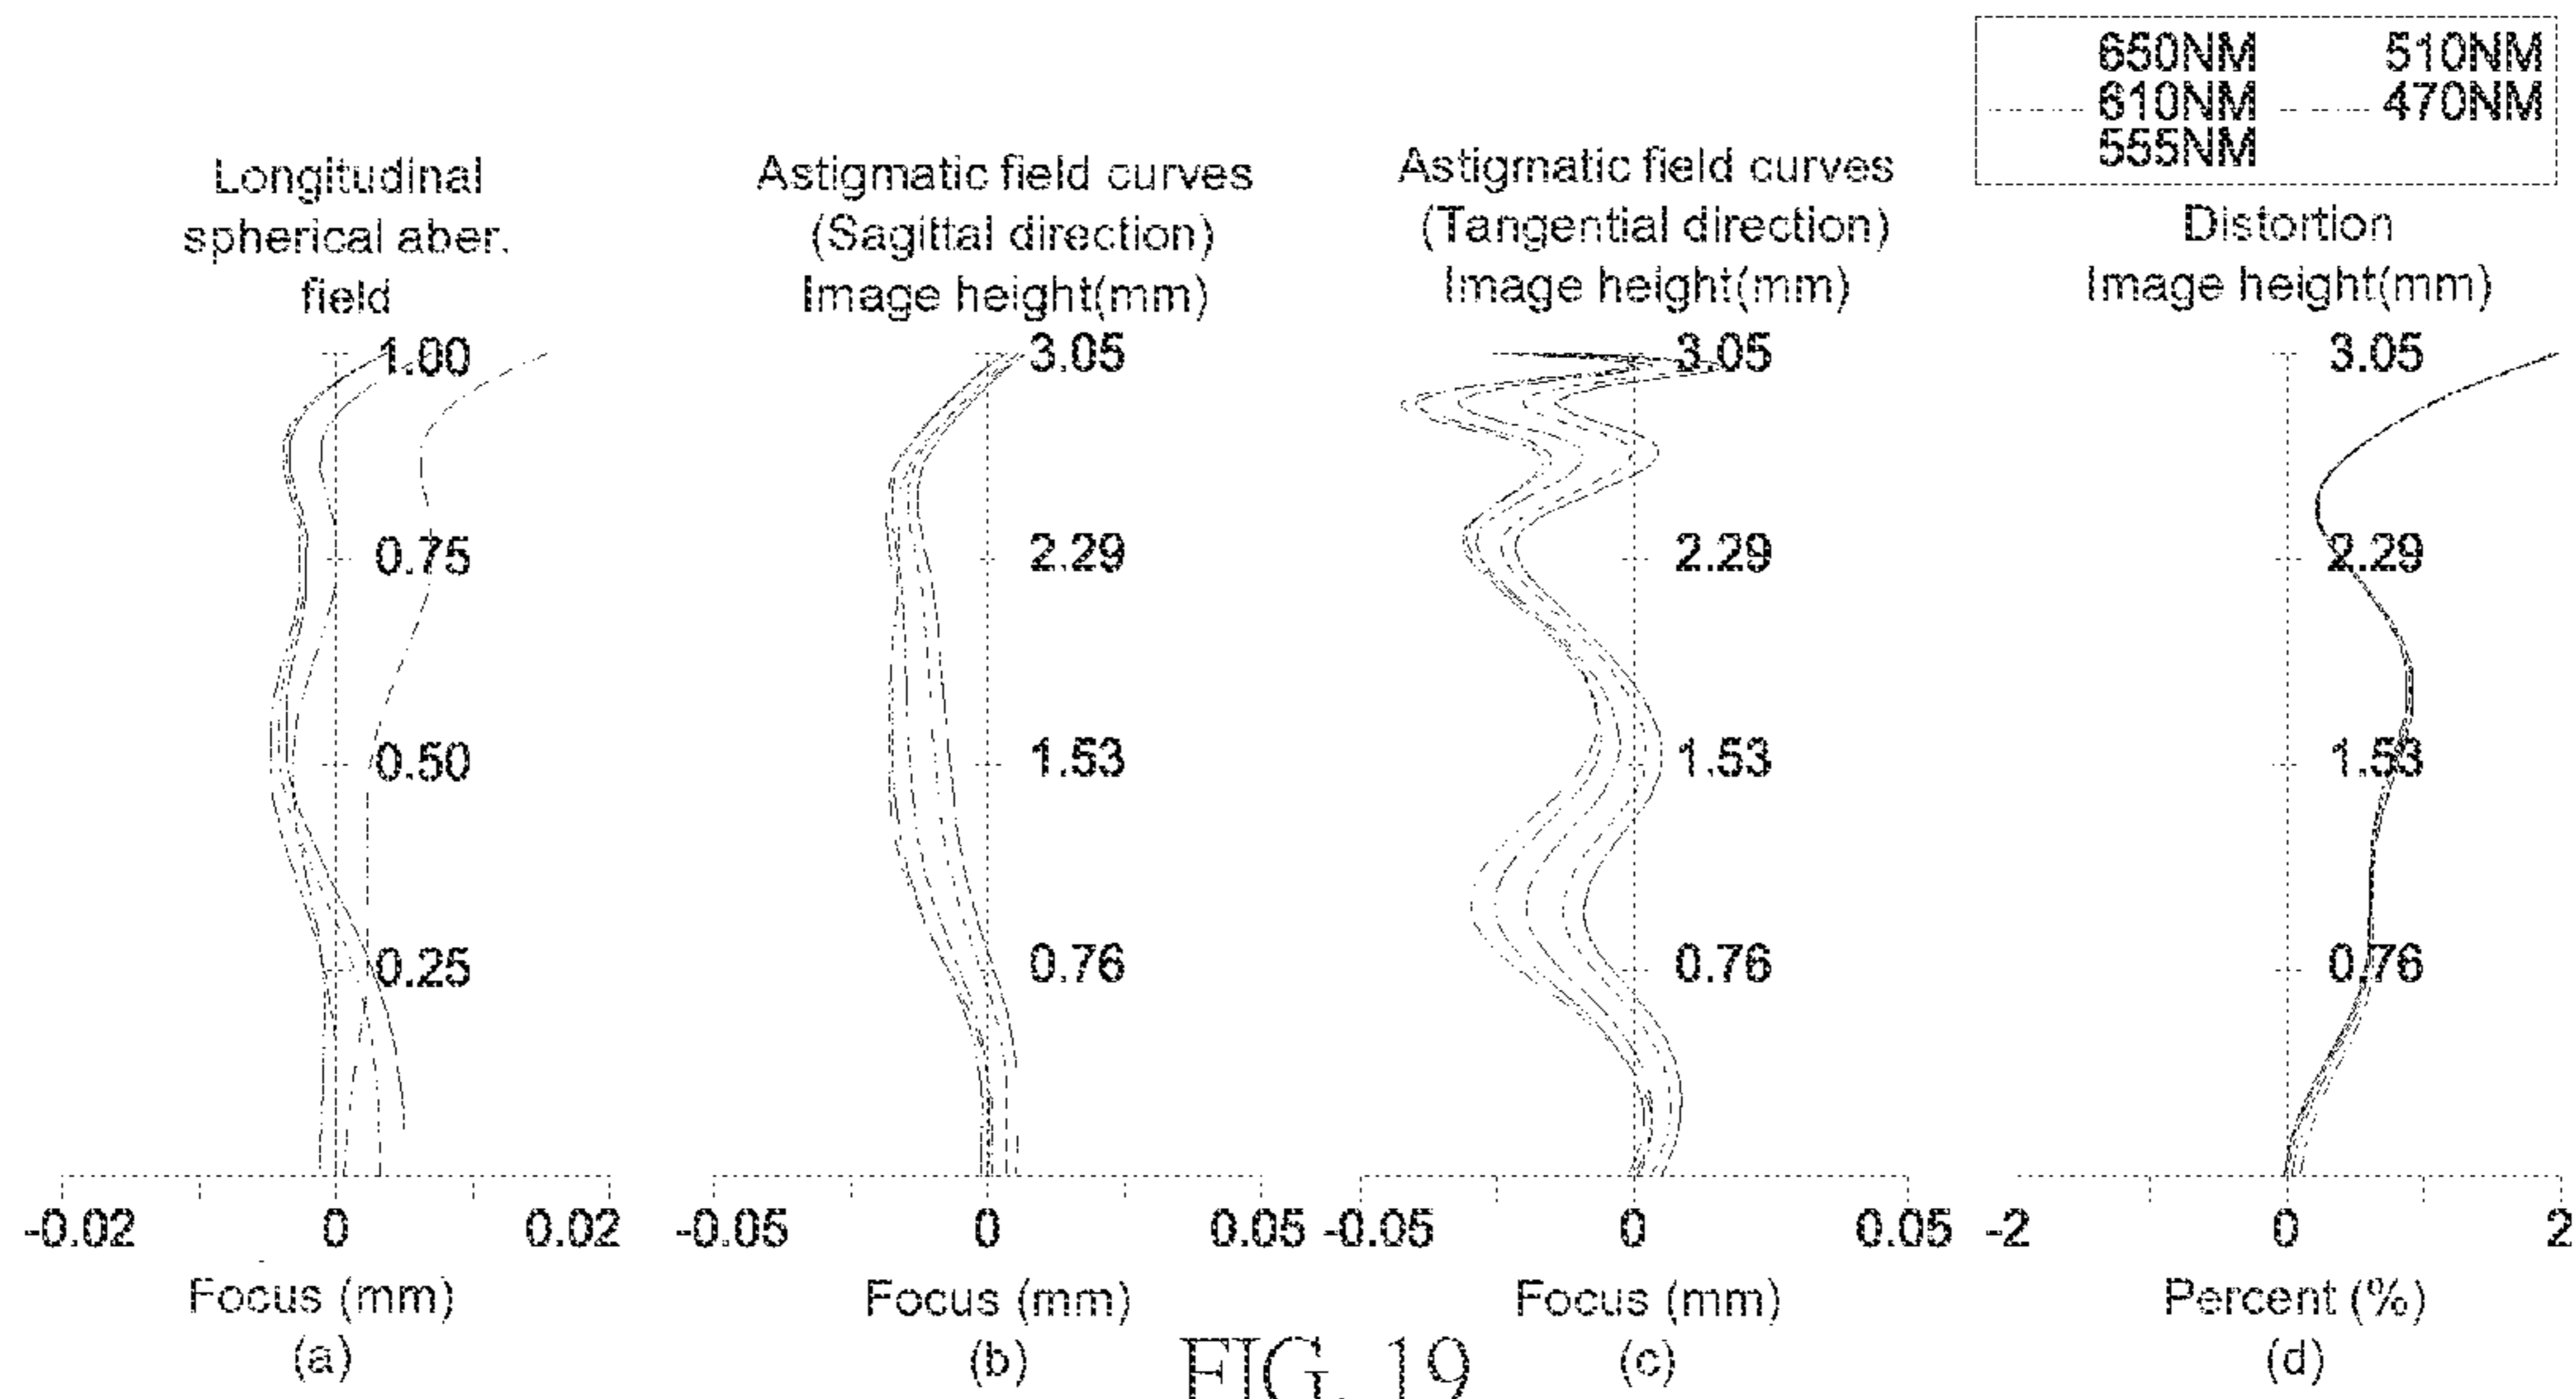 650NM 510NM
610NM 470NM
555NM
Longitudinal
spherical aber.
field
1.00
0.75
0.50
0.25
-0.02 0 0.02
Focus (mm)
(a)
Astigmatic field curves
(Sagittal direction)
Image height(mm)
3.05
2.29
1.53
0.76
-0.05 0 0.05
Focus (mm)
(b)
Astigmatic field curves
(Tangential direction)
Image height(mm)
3.05
2.29
1.53
0.76
-0.05 0 0.05
Focus (mm)
(c)
Distortion
Image height(mm)
3.05
2.29
1.53
0.76
-2 0 2
Percent (%)
(d)
FIG. 19